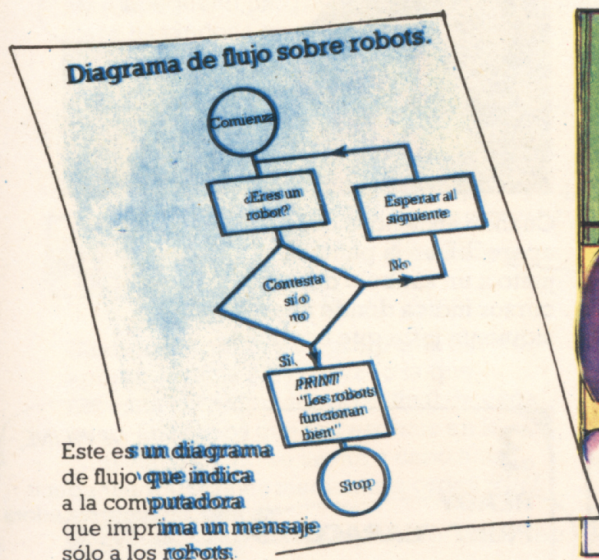 Diagrama de flujo sobre robots.
Comienza
¿Eres un
robot?
Esperar al
siguiente
Contesta
sí o
no
No
Sí
PRINT
"Los robots
funcionan
bien"
Stop
Este es un diagrama
de flujo que indica
a la computadora
que imprima un mensaje
sólo a los robots.